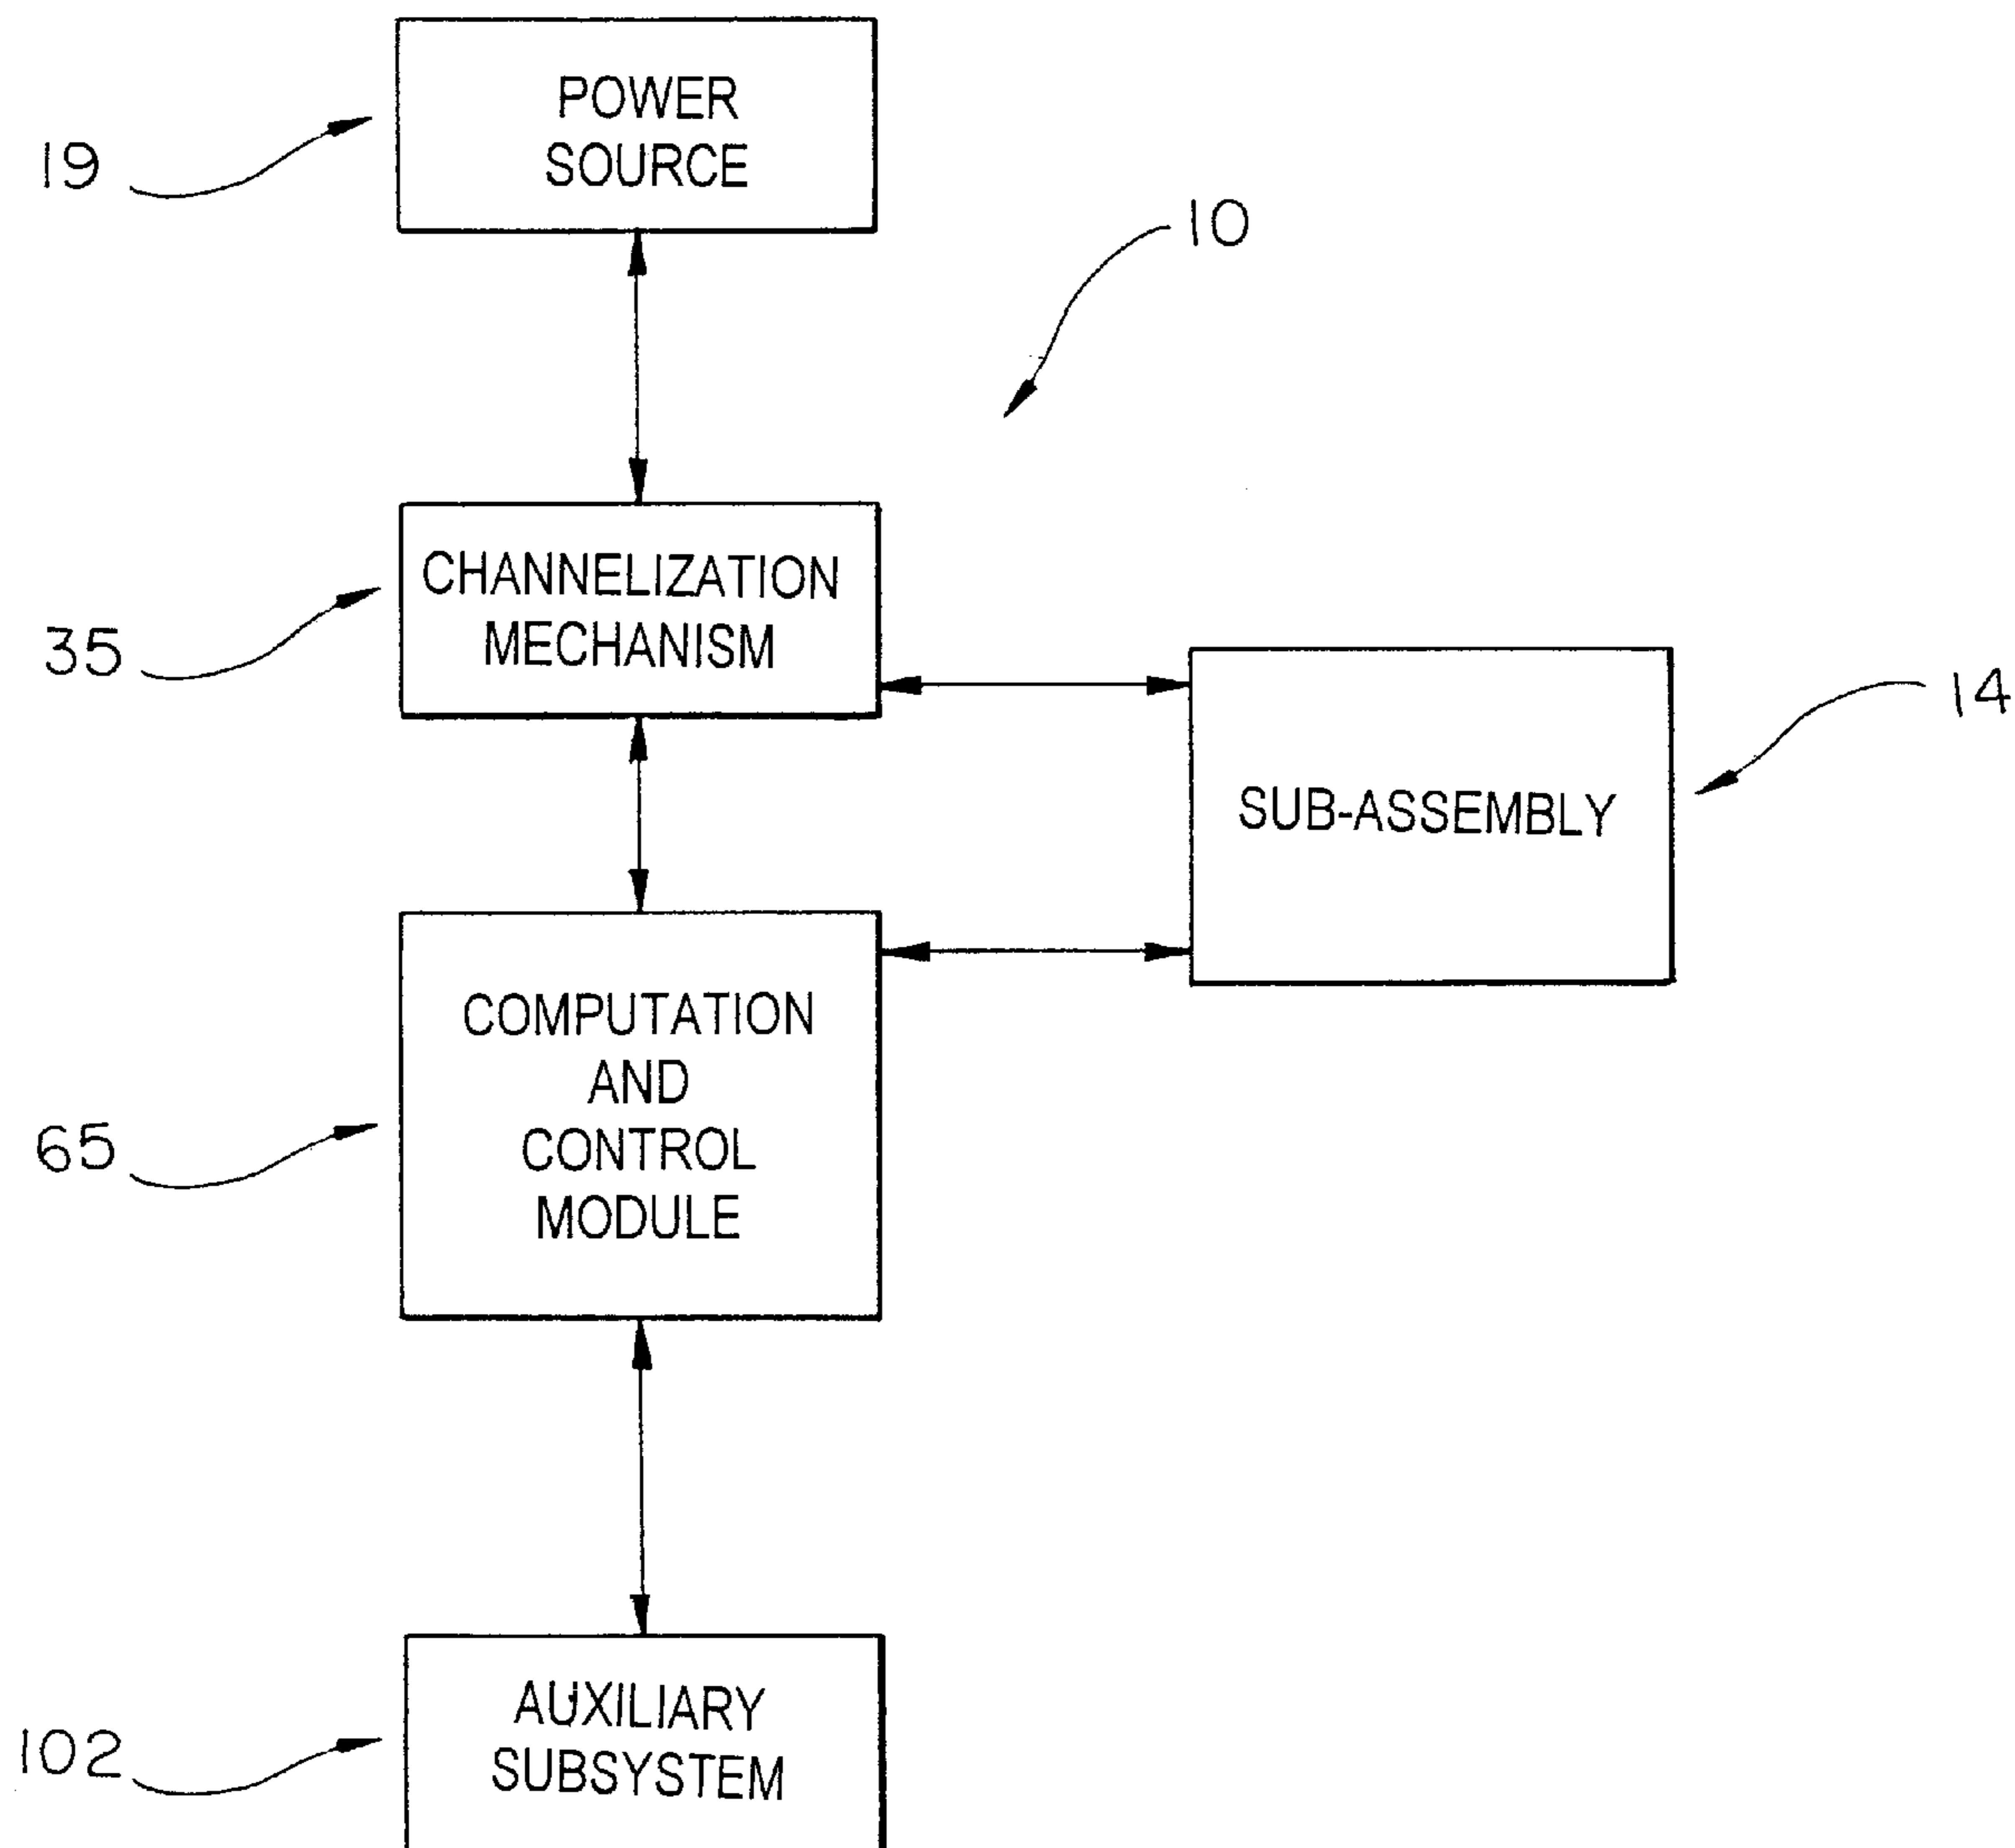 POWER
SOURCE
19
10
CHANNELIZATION
MECHANISM
35
14
SUB-ASSEMBLY
COMPUTATION
AND
CONTROL
MODULE
65
AUXILIARY
SUBSYSTEM
102